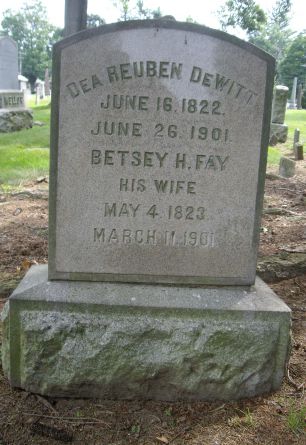 DEA REUBEN DEWITT
JUNE 16. 1822.
JUNE 26. 1901.
BETSEY H. FAY
HIS WIFE
MAY 4. 1823.
MARCH 11. 1901.